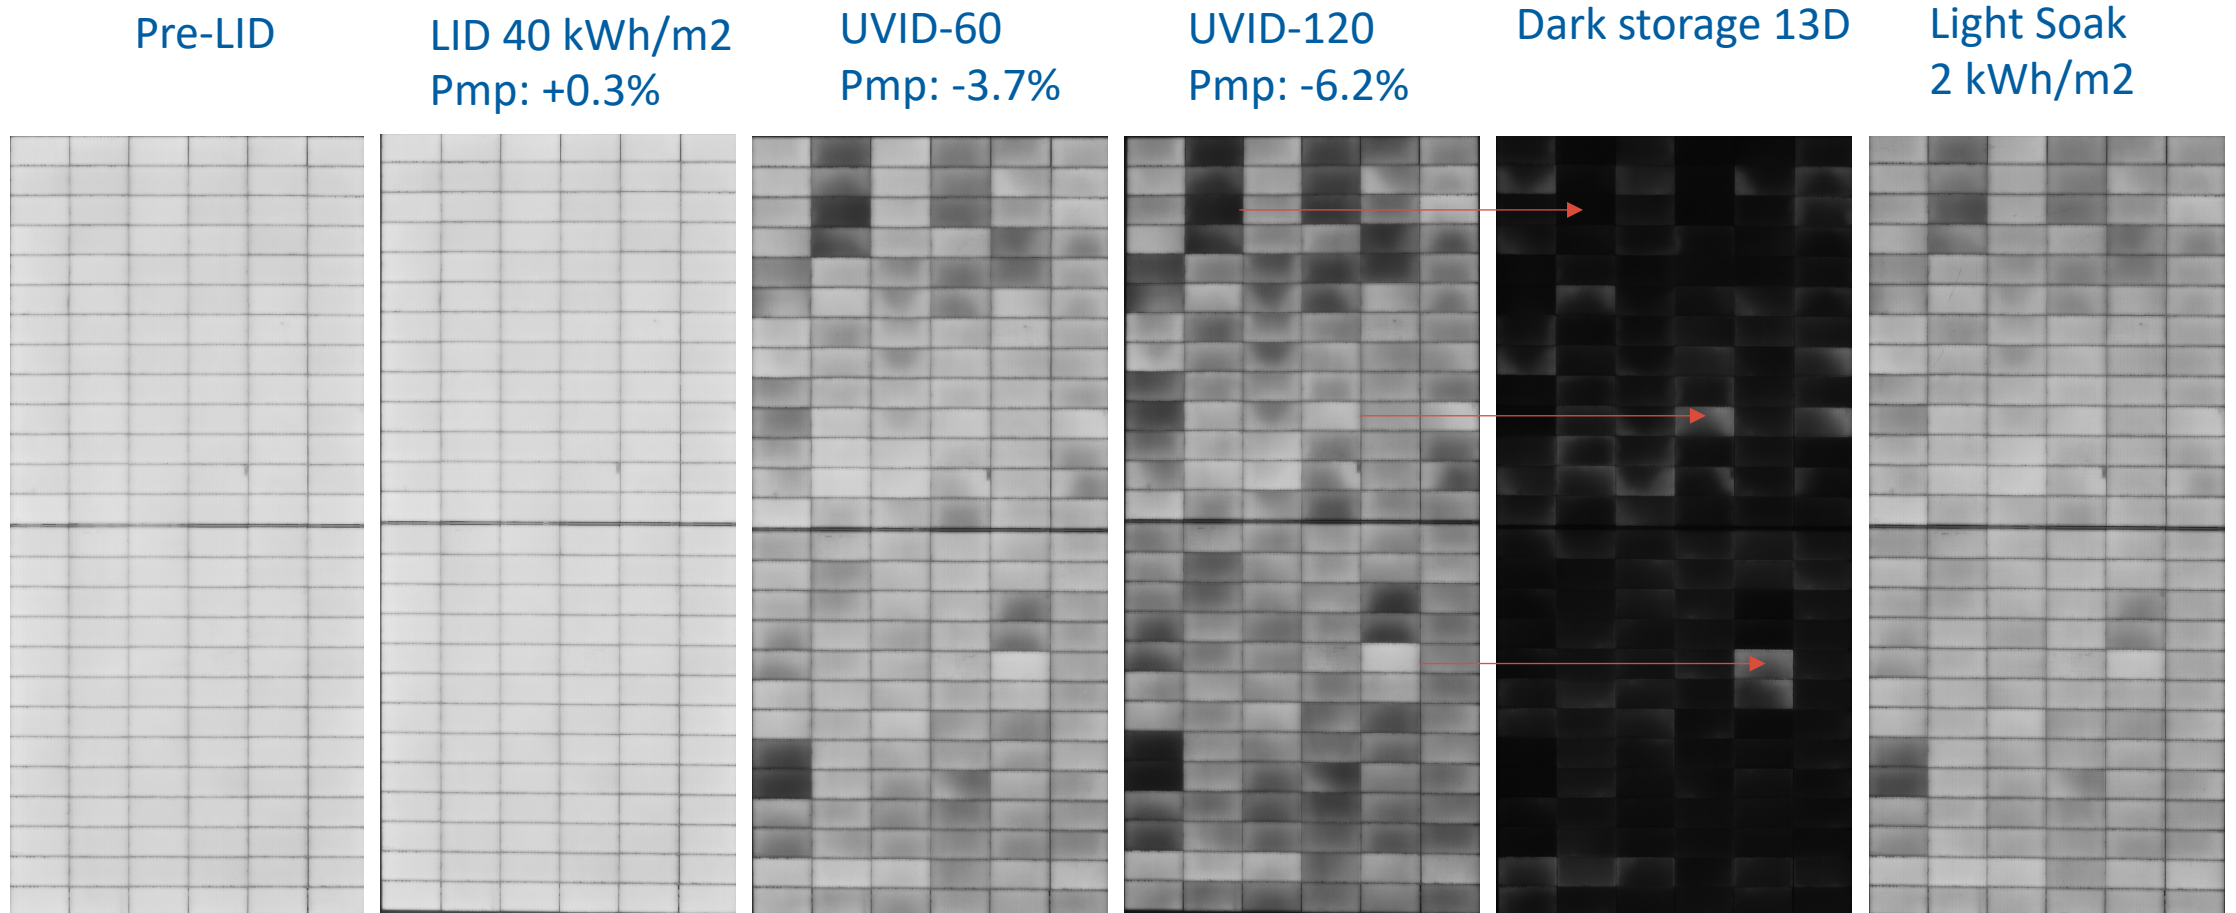 Pre-LID
LID 40 kWh/m2
Pmp: +0.3%
UVID-60
Pmp: -3.7%
UVID-120
Pmp: -6.2%
Dark storage 13D
Light Soak
2 kWh/m2